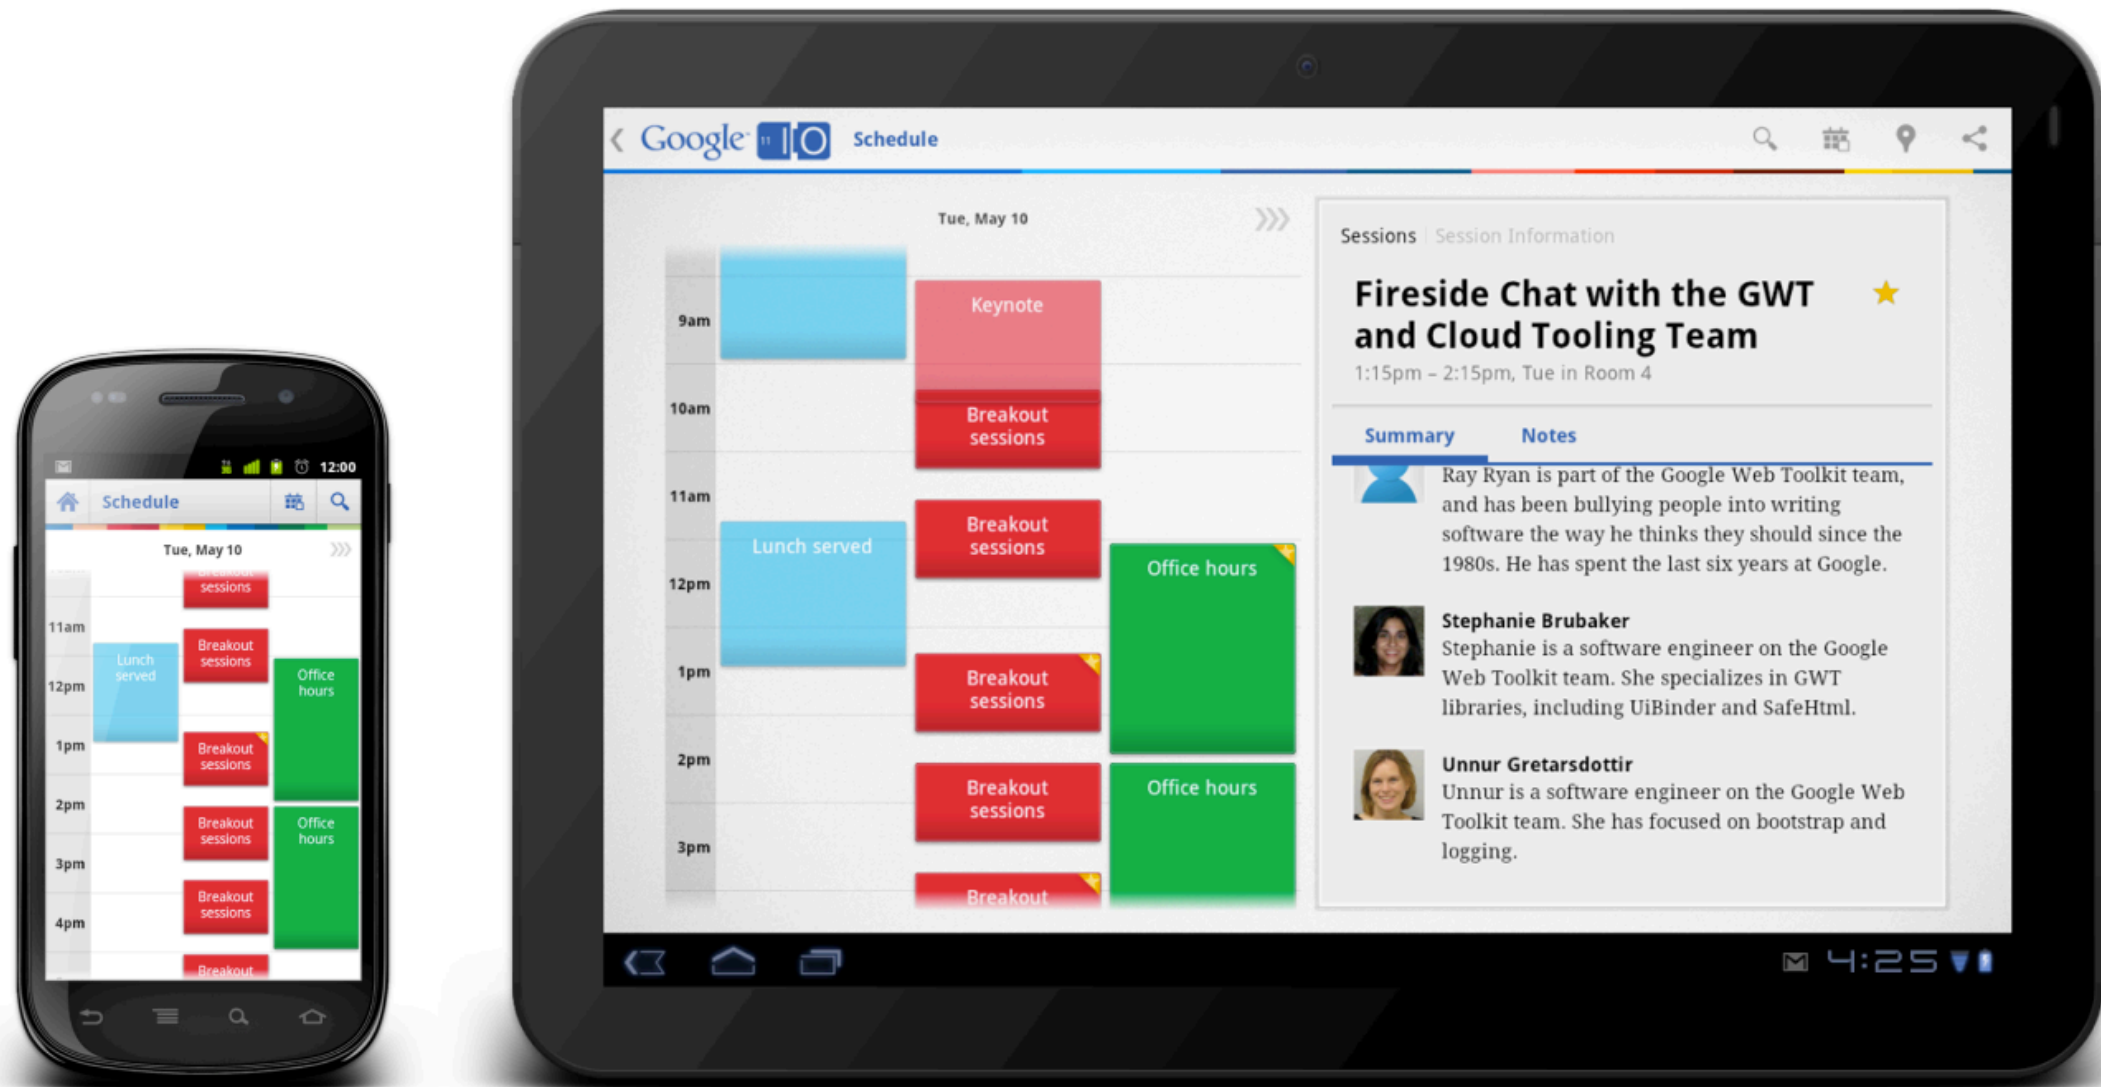 12:00
Schedule
Tue, May 10
Breakout
sessions
11am
Breakout
sessions
Lunch
served
Office
hours
12pm
1pm
Breakout
sessions
2pm
Breakout
sessions
Office
hours
3pm
Breakout
sessions
4pm
Breakout
Google 11 IO Schedule
Tue, May 10
Keynote
9am
10am
Breakout
sessions
11am
Breakout
sessions
Lunch served
Office hours
12pm
1pm
Breakout
sessions
2pm
Breakout
sessions
Office hours
3pm
Breakout
Sessions Session Information
Fireside Chat with the GWT
and Cloud Tooling Team
1:15pm – 2:15pm, Tue in Room 4
Summary Notes
Ray Ryan is part of the Google Web Toolkit team,
and has been bullying people into writing
software the way he thinks they should since the
1980s. He has spent the last six years at Google.
Stephanie Brubaker
Stephanie is a software engineer on the Google
Web Toolkit team. She specializes in GWT
libraries, including UiBinder and SafeHtml.
Unnur Gretarsdottir
Unnur is a software engineer on the Google Web
Toolkit team. She has focused on bootstrap and
logging.
4:25